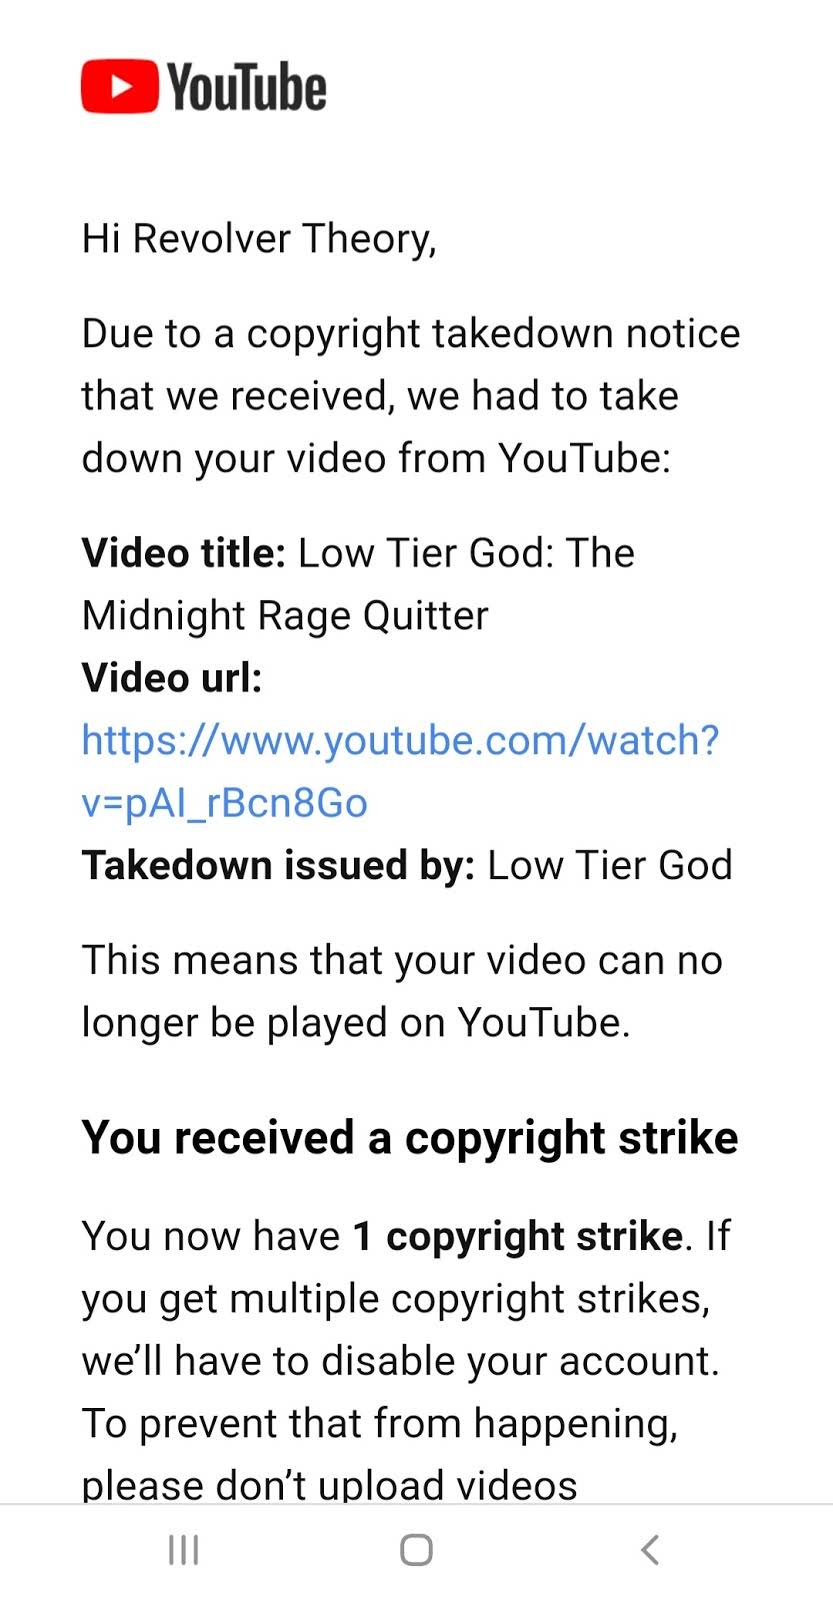 YouTube
Hi Revolver Theory,
Due to a copyright takedown notice
that we received, we had to take
down your video from YouTube:
Video title: Low Tier God: The
Midnight Rage Quitter
Video url:
https://www.youtube.com/watch?
v=pAI_rBcn8Go
Takedown issued by: Low Tier God
This means that your video can no
longer be played on YouTube.
You received a copyright strike
You now have 1 copyright strike. If
you get multiple copyright strikes,
we’ll have to disable your account.
To prevent that from happening,
please don’t upload videos